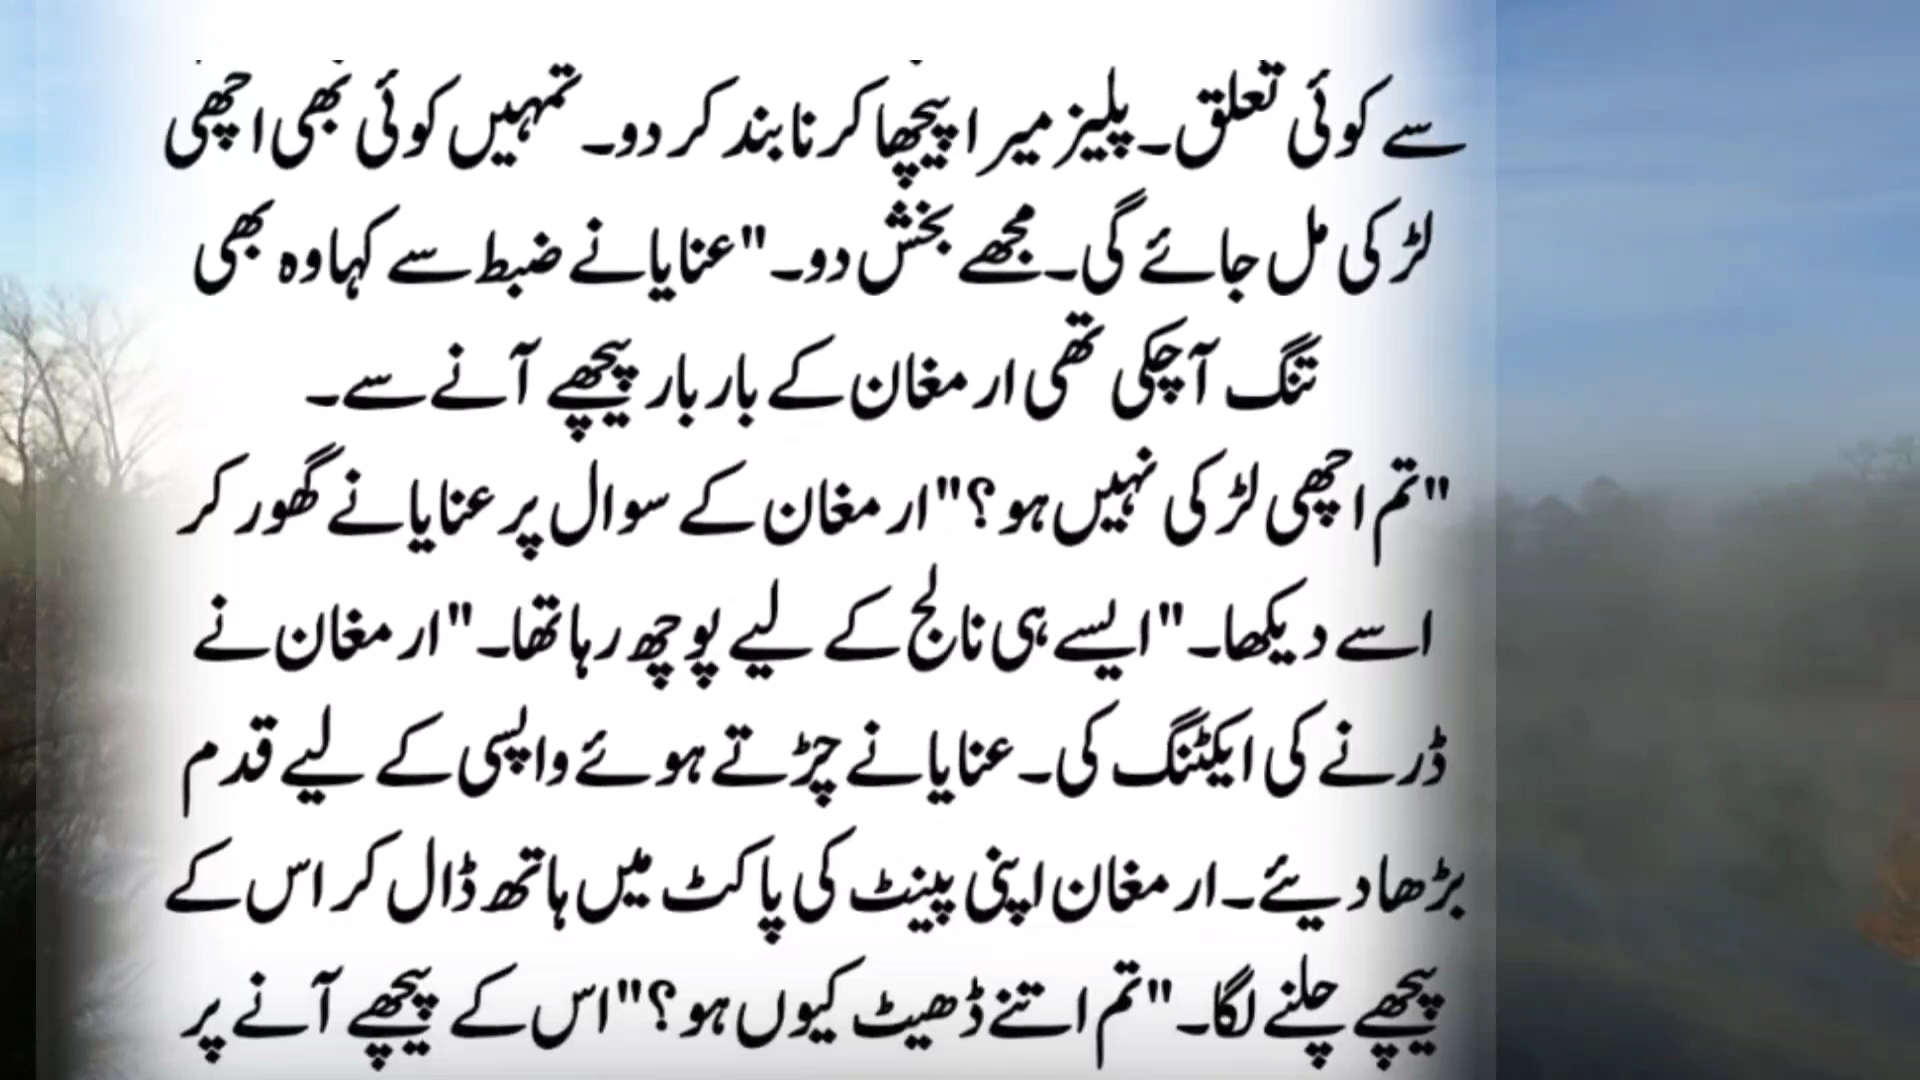 سے کوئی تعلق۔ پلیز میرا پیچھا کرنا بند کر دو۔ تمہیں کوئی بھی اچھی
لڑکی مل جائے گی۔ مجھے بخش دو۔" عنایا نے ضبط سے کہا وہ بھی
تنگ آچکی تھی ارمغان کے بار بار پیچھے آنے سے۔
"تم اچھی لڑکی نہیں ہو؟" ارمغان کے سوال پر عنایا نے گھور کر
اسے دیکھا۔ "ایسے ہی نالج کے لیے پوچھ رہا تھا۔" ارمغان نے
ڈرنے کی ایکٹنگ کی۔ عنایا نے چڑتے ہوئے واپسی کے لیے قدم
بڑھا دیئے۔ ارمغان اپنی پینٹ کی پاکٹ میں ہاتھ ڈال کر اس کے
پیچھے چلنے لگا۔ "تم اتنے ڈھیٹ کیوں ہو؟" اس کے پیچھے آنے پر